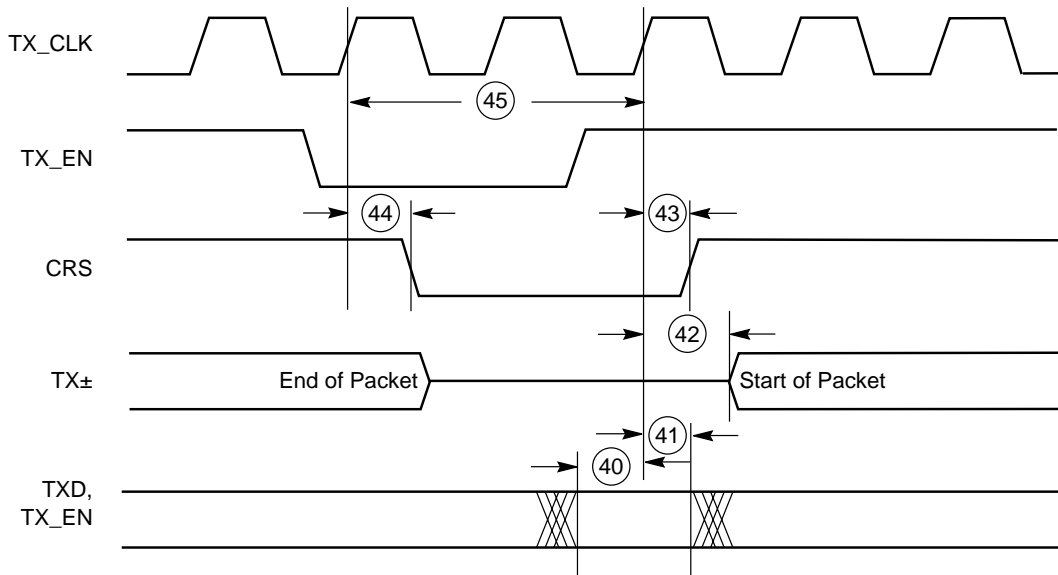 TX_CLK
45
TX_EN
44
43
CRS
42
TX±
End of Packet
Start of Packet
41
40
TXD,
TX_EN